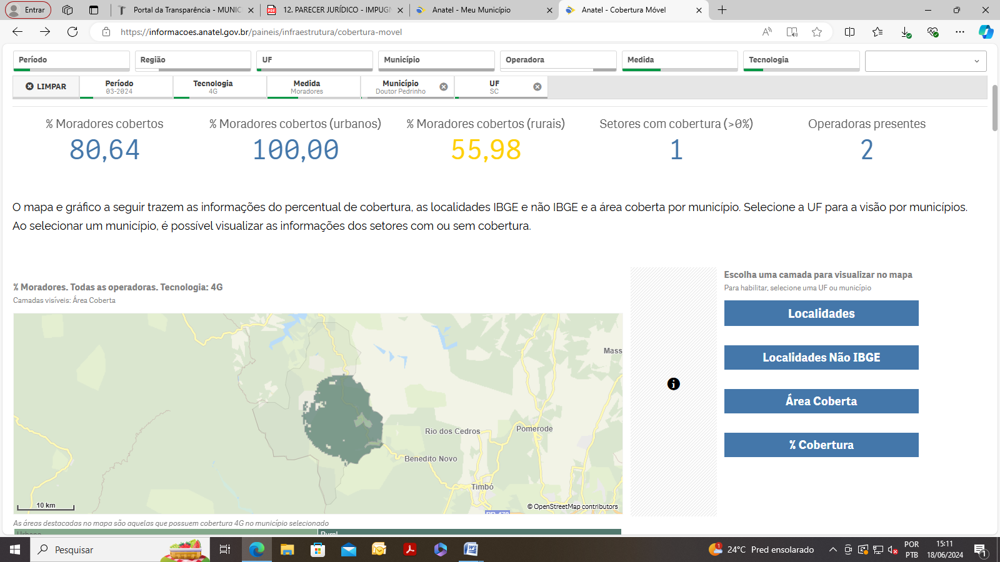 Entrar
Portal da Transparência - MUNIC
12. PARECER JURÍDICO - IMPUGN
Anatel - Meu Município
Anatel - Cobertura Móvel
https://informacoes.anatel.gov.br/paineis/infraestrutura/cobertura-movel
Período
Região
UF
Município
Operadora
Medida
Tecnologia
LIMPAR
Período
03-2024
Tecnologia
4G
Medida
Moradores
Município
Doutor Pedrinho
UF
SC
% Moradores cobertos
80,64
% Moradores cobertos (urbanos)
100,00
% Moradores cobertos (rurais)
55,98
Setores com cobertura (>0%)
1
Operadoras presentes
2
O mapa e gráfico a seguir trazem as informações do percentual de cobertura, as localidades IBGE e não IBGE e a área coberta por município. Selecione a UF para a visão por municípios.
Ao selecionar um município, é possível visualizar as informações dos setores com ou sem cobertura.
% Moradores. Todas as operadoras. Tecnologia: 4G
Camadas visíveis: Área Coberta
Mass
Rio dos Cedros
Pomerode
Benedito Novo
Timbó
10 km
© OpenStreetMap contributors
As áreas destacadas no mapa são aquelas que possuem cobertura 4G no município selecionado
Urbano
Rural
Escolha uma camada para visualizar no mapa
Para habilitar, selecione uma UF ou município
Localidades
Localidades Não IBGE
Área Coberta
% Cobertura
Pesquisar
1
24°C Pred ensolarado
POR
PTB
15:11
18/06/2024
1